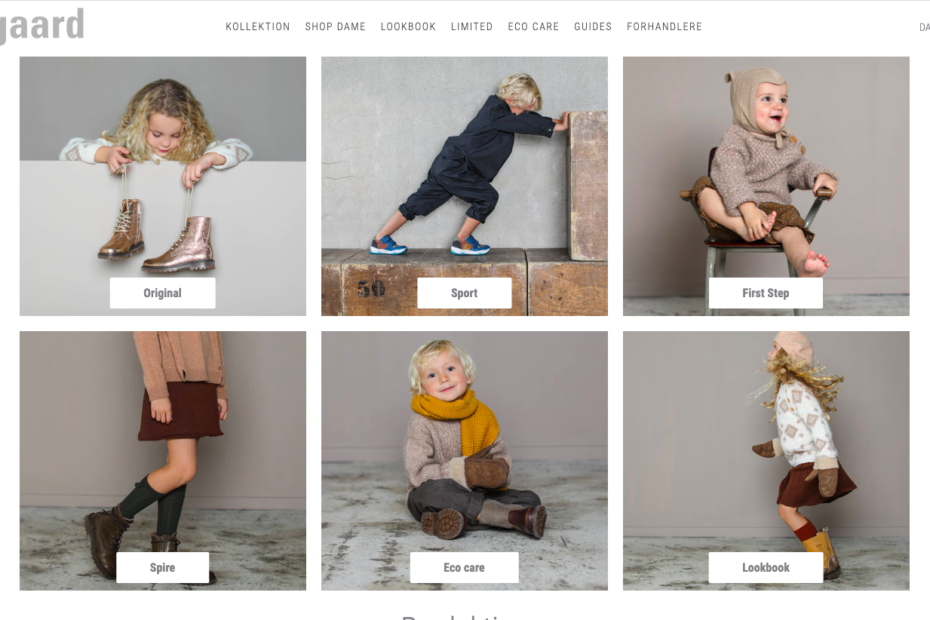 gaard
KOLLEKTION SHOP DAME LOOKBOOK LIMITED ECO CARE GUIDES FORHANDLERE
DA
Original
Sport
50
First Step
Spire
Eco care
Lookbook